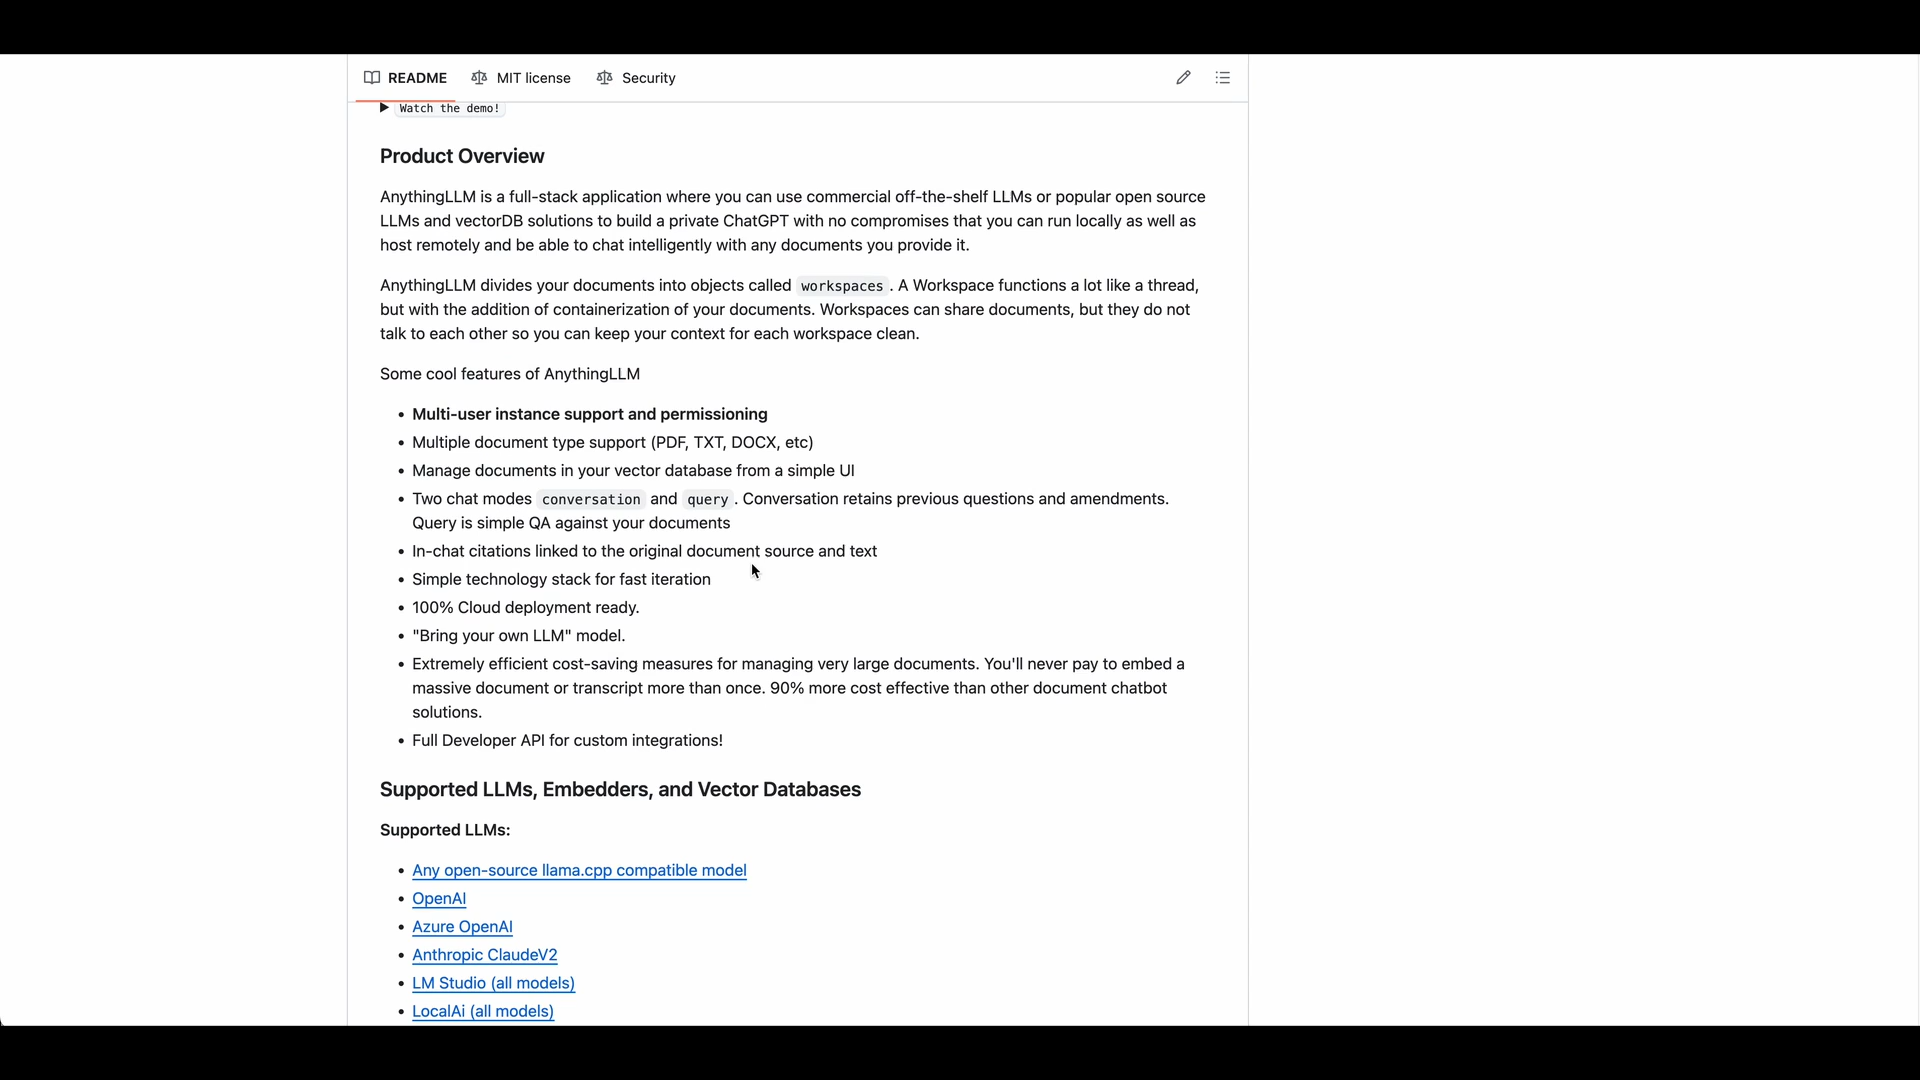 README MIT license Security
Watch the demo!
Product Overview
AnythingLLM is a full-stack application where you can use commercial off-the-shelf LLMs or popular open source
LLMs and vectorDB solutions to build a private ChatGPT with no compromises that you can run locally as well as
host remotely and be able to chat intelligently with any documents you provide it.
AnythingLLM divides your documents into objects called workspaces. A Workspace functions a lot like a thread,
but with the addition of containerization of your documents. Workspaces can share documents, but they do not
talk to each other so you can keep your context for each workspace clean.
Some cool features of AnythingLLM
• Multi-user instance support and permissioning
• Multiple document type support (PDF, TXT, DOCX, etc)
• Manage documents in your vector database from a simple UI
• Two chat modes conversation and query. Conversation retains previous questions and amendments.
Query is simple QA against your documents
• In-chat citations linked to the original document source and text
• Simple technology stack for fast iteration
• 100% Cloud deployment ready.
• "Bring your own LLM" model.
• Extremely efficient cost-saving measures for managing very large documents. You'll never pay to embed a
massive document or transcript more than once. 90% more cost effective than other document chatbot
solutions.
• Full Developer API for custom integrations!
Supported LLMs, Embedders, and Vector Databases
Supported LLMs:
• Any open-source llama.cpp compatible model
• OpenAI
• Azure OpenAI
• Anthropic ClaudeV2
• LM Studio (all models)
• LocalAi (all models)